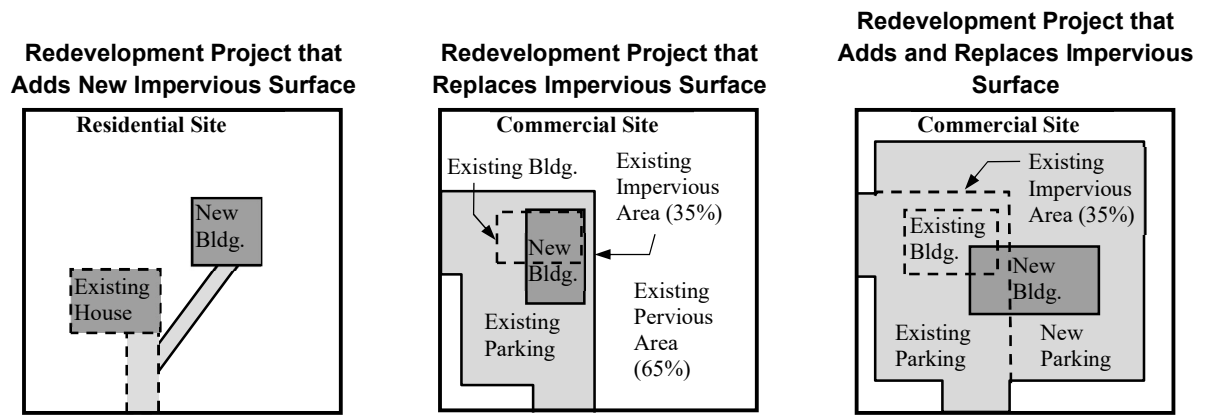 Redevelopment Project that
Adds New Impervious Surface
Residential Site
New
Bldg.
Existing
House
Redevelopment Project that
Replaces Impervious Surface
Commercial Site
Existing Bldg.
Existing
Impervious
Area (35%)
New
Bldg.
Existing
Parking
Existing
Pervious
Area
(65%)
Redevelopment Project that
Adds and Replaces Impervious
Surface
Commercial Site
Existing
Impervious
Area (35%)
Existing
Bldg.
New
Bldg.
Existing
Parking
New
Parking